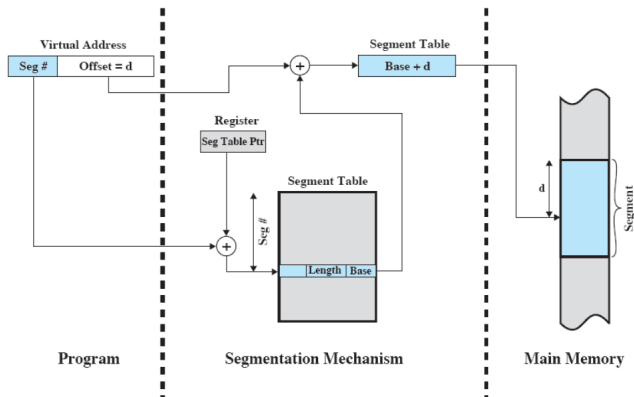 Virtual Address
Seg # Offset = d
Segment Table
Base + d
+
Register
Seg Table Ptr
Segment Table
Seg #
+
Length Base
d
Segment
Program
Segmentation Mechanism
Main Memory